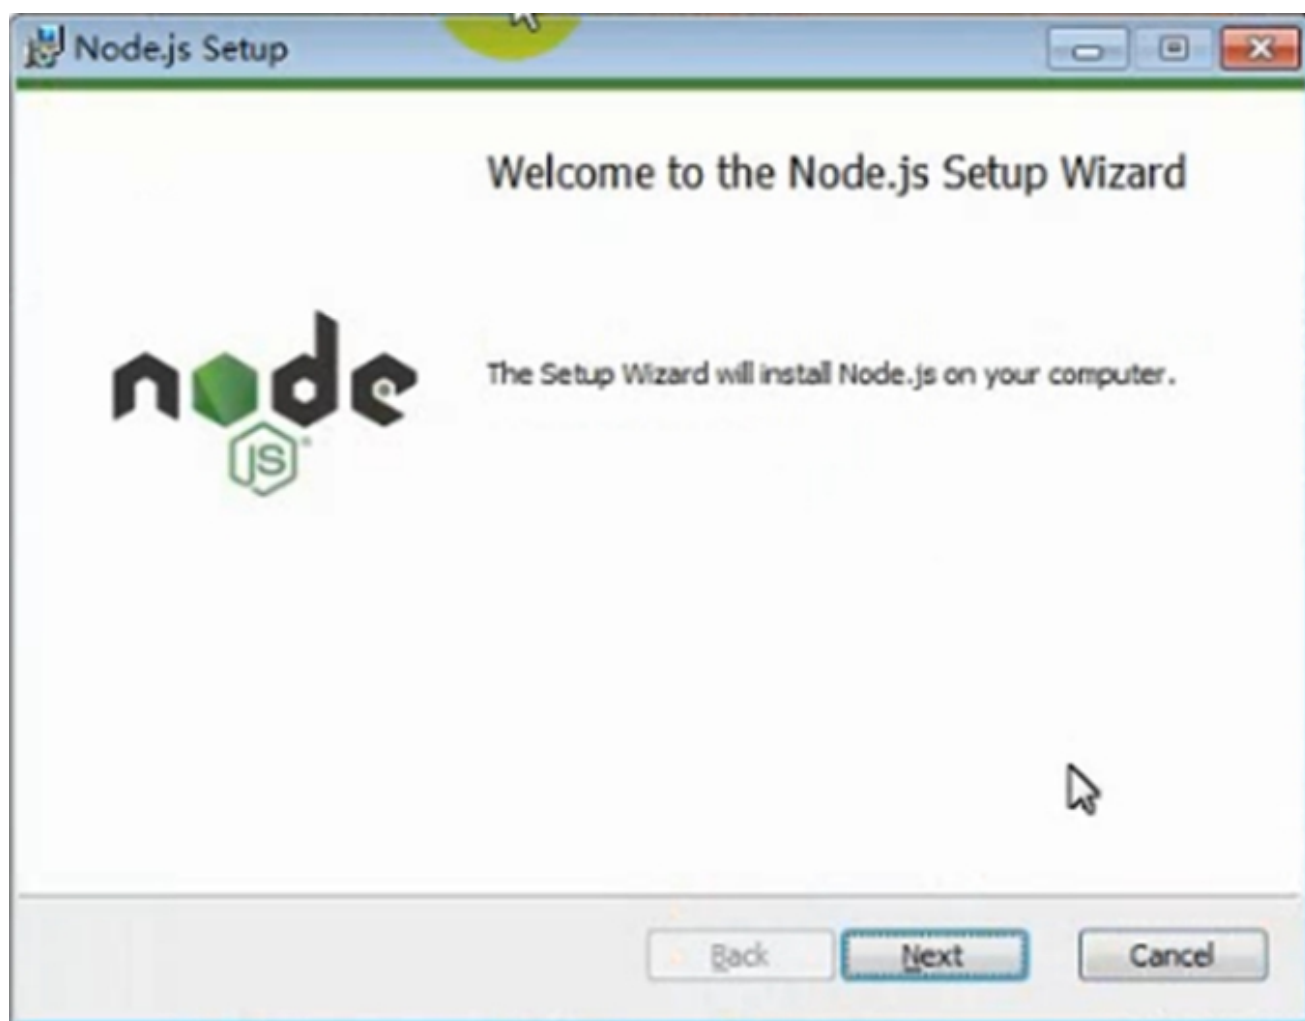 Node.js Setup
Welcome to the Node.js Setup Wizard
node
JS
The Setup Wizard will install Node.js on your computer.
Back
Next
Cancel